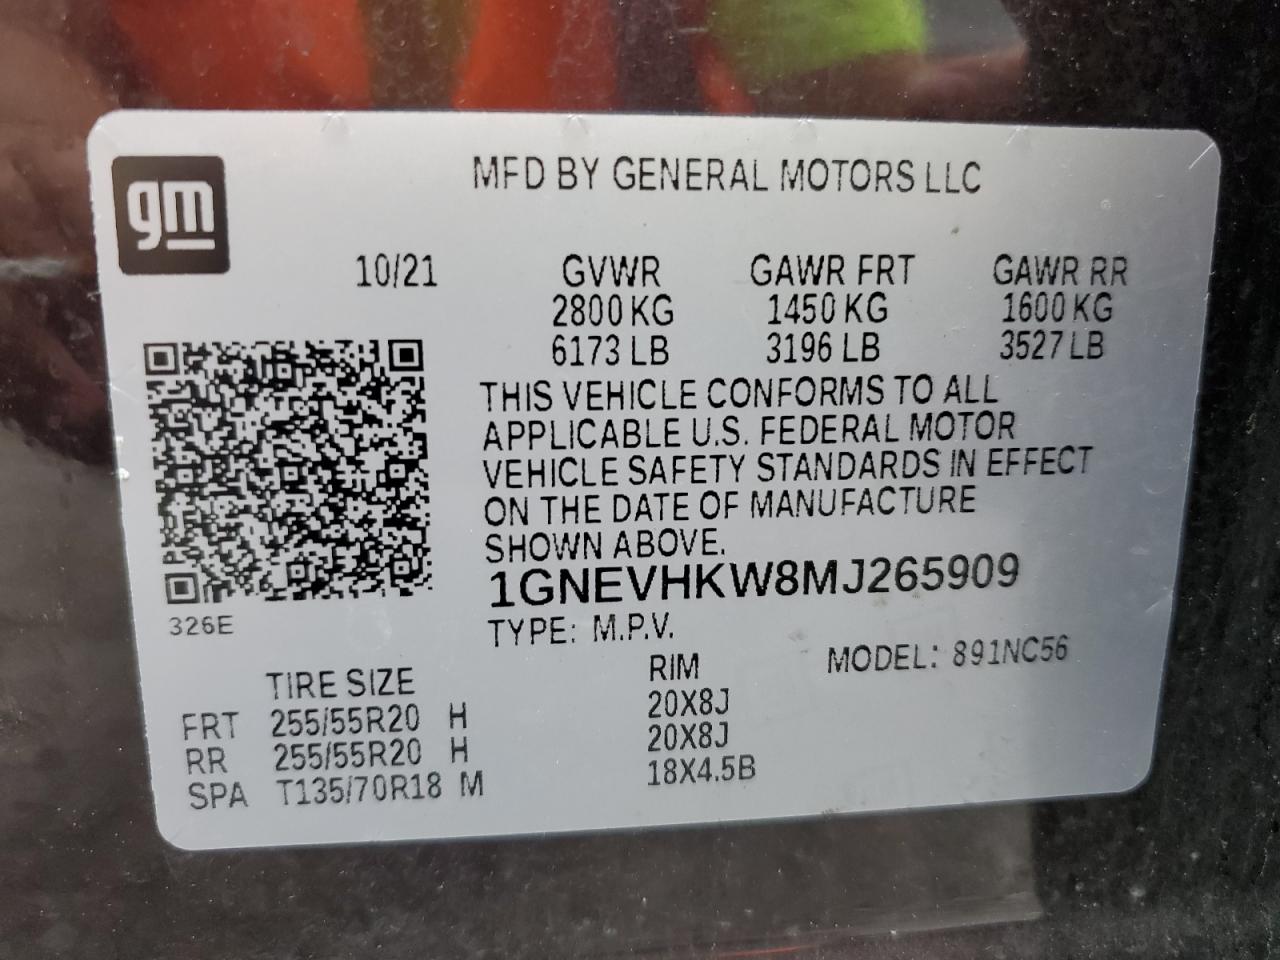 gm
MFD BY GENERAL MOTORS LLC
10/21 GVWR GAWR FRT GAWR RR
2800 KG 1450 KG 1600 KG
6173 LB 3196 LB 3527 LB
THIS VEHICLE CONFORMS TO ALL
APPLICABLE U.S. FEDERAL MOTOR
VEHICLE SAFETY STANDARDS IN EFFECT
ON THE DATE OF MANUFACTURE
SHOWN ABOVE.
1GNEVHKW8MJ265909
326E
TYPE: M.P.V. MODEL: 891NC56
TIRE SIZE RIM
FRT 255/55R20 H 20X8J
RR 255/55R20 H 20X8J
SPA T135/70R18 M 18X4.5B